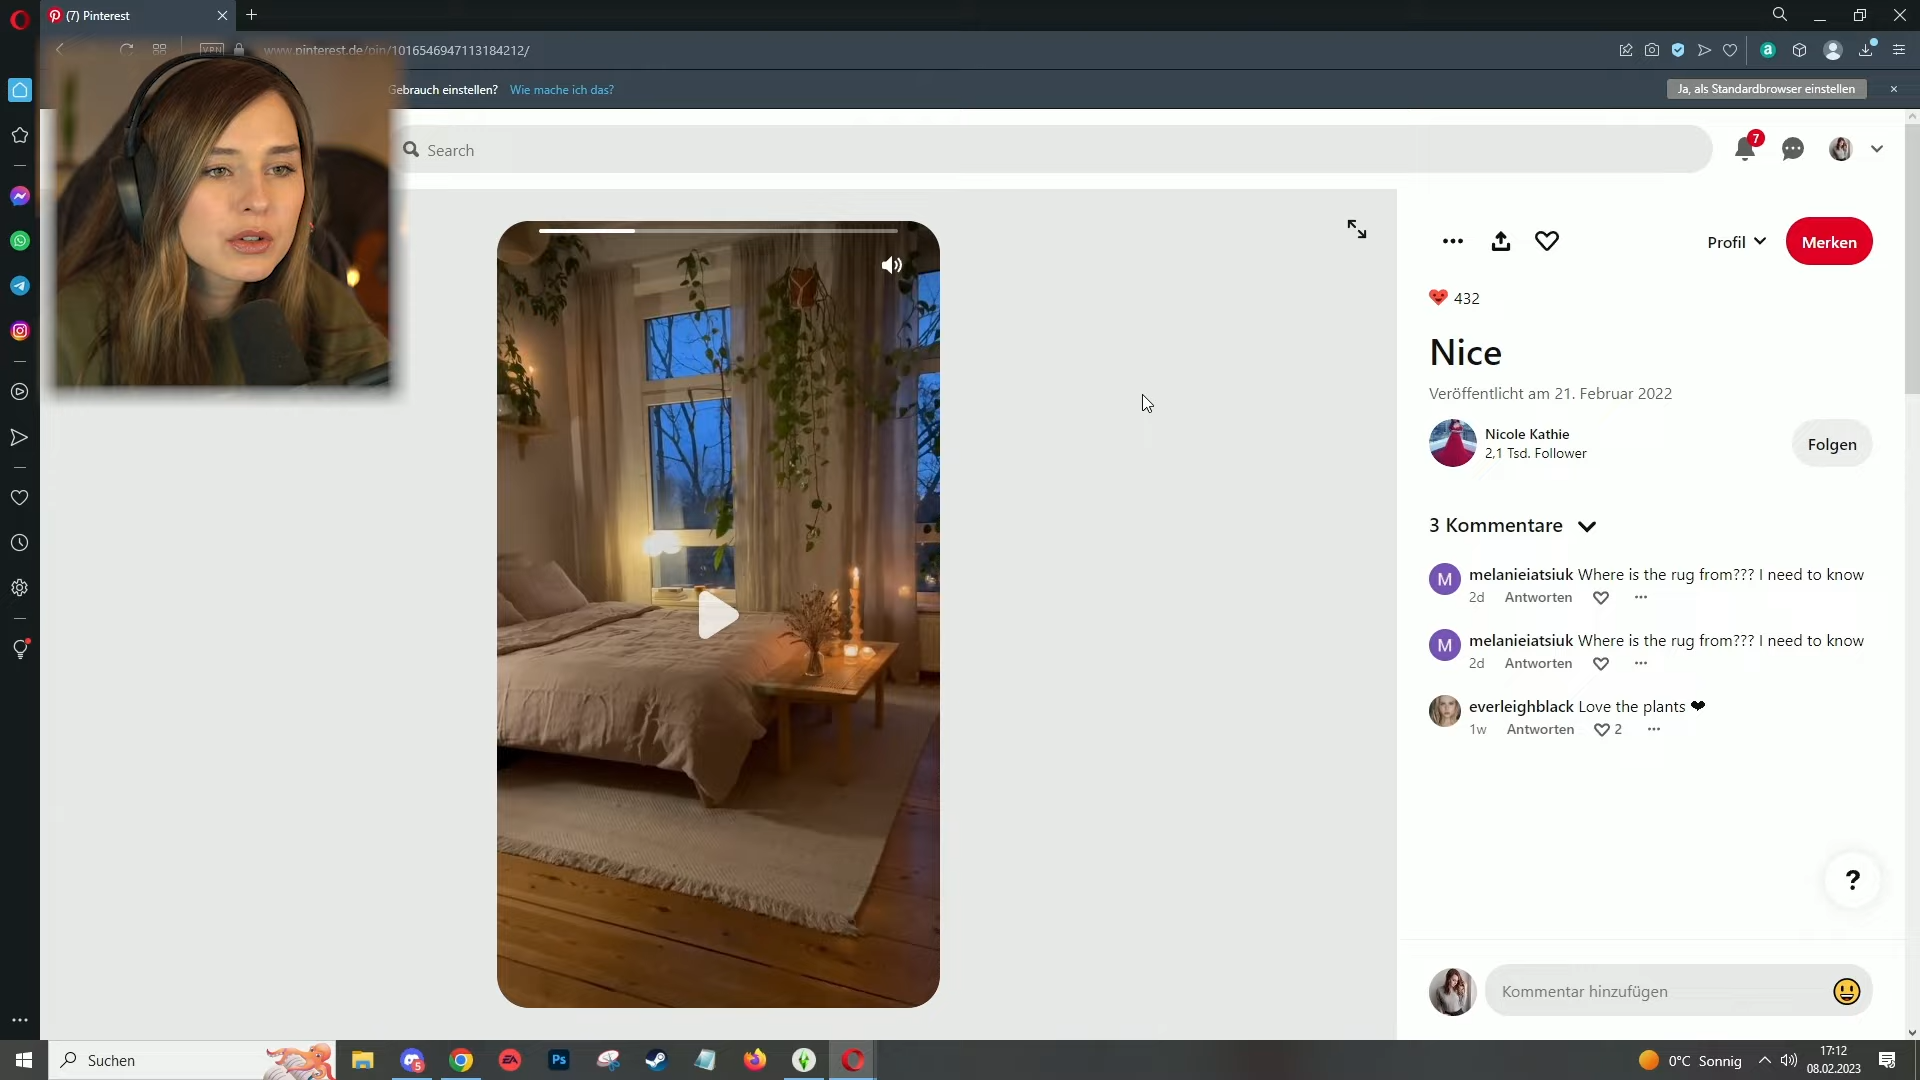 (7) Pinterest
VPN
www.pinterest.de/pin/1016546947113184212/
Gebrauch einstellen? Wie mache ich das?
Ja, als Standardbrowser einstellen
Search
7
Profil
Merken
432
Nice
Veröffentlicht am 21. Februar 2022
Nicole Kathie
2,1 Tsd. Follower
Folgen
3 Kommentare
M
melanieiatsiuk Where is the rug from??? I need to know
2d Antworten
M
melanieiatsiuk Where is the rug from??? I need to know
2d Antworten
everleighblack Love the plants ❤
1w Antworten 2
?
Kommentar hinzufügen
Suchen
5
EA
Ps
0°C Sonnig
17:12
08.02.2023